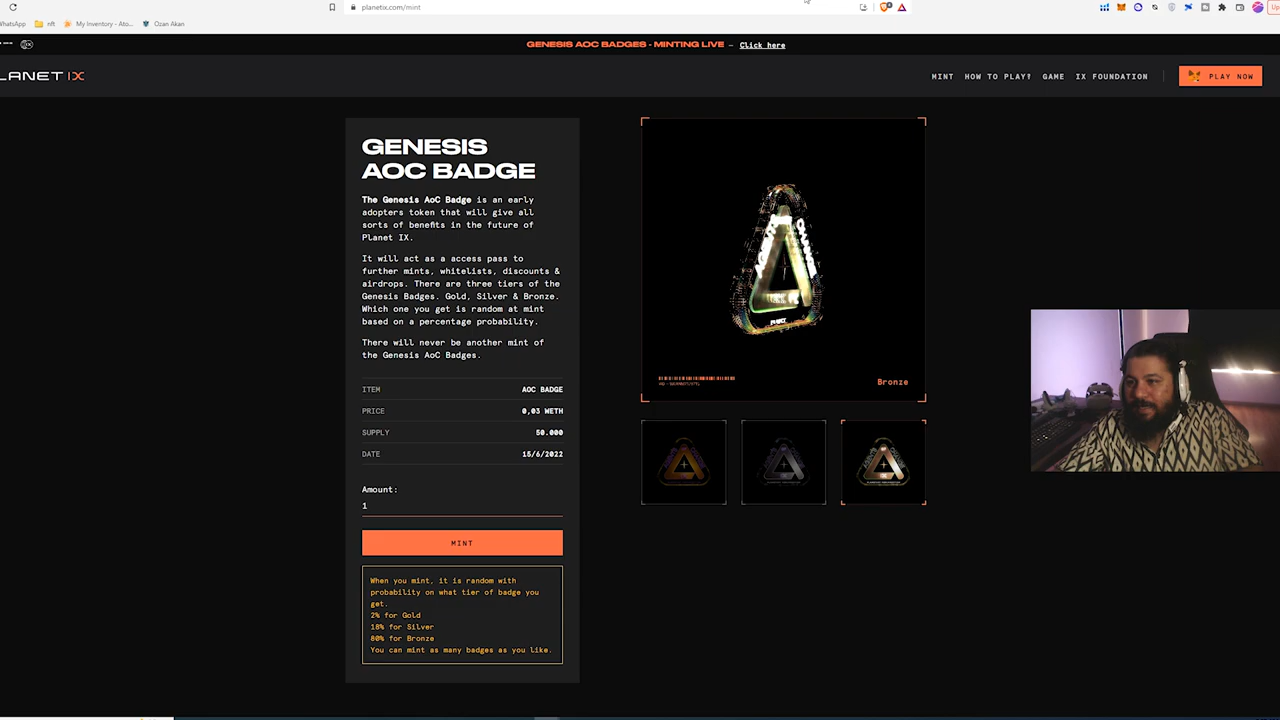 planetix.com/mint
WhatsApp nft My Inventory - Ato... Ozan Akan
GENESIS AOC BADGES - MINTING LIVE – Click here
LANET IX
MINT HOW TO PLAY? GAME IX FOUNDATION PLAY NOW
GENESIS
AOC BADGE
The Genesis AoC Badge is an early
adopters token that will give all
sorts of benefits in the future of
Planet IX.
It will act as a access pass to
further mints, whitelists, discounts &
airdrops. There are three tiers of the
Genesis Badges. Gold, Silver & Bronze.
Which one you get is random at mint
based on a percentage probability.
There will never be another mint of
the Genesis AoC Badges.
ITEM AOC BADGE
PRICE 0,03 WETH
SUPPLY 50.000
DATE 15/6/2022
Amount:
1
MINT
When you mint, it is random with
probability on what tier of badge you
get.
2% for Gold
18% for Silver
80% for Bronze
You can mint as many badges as you like.
Bronze